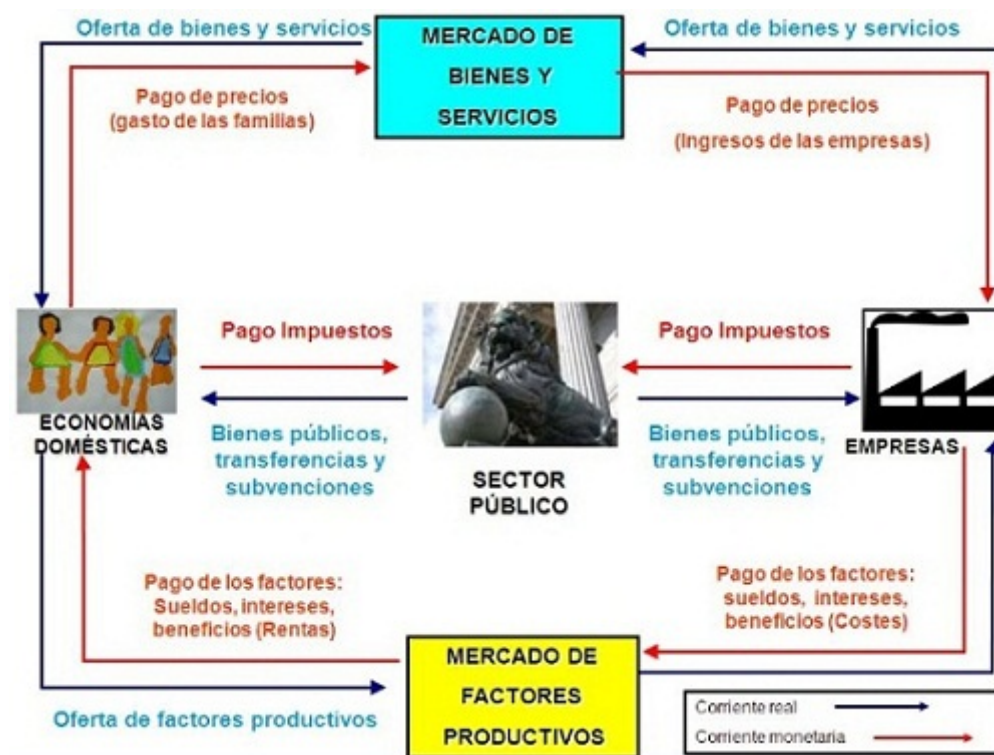 Oferta de bienes y servicios
MERCADO DE
BIENES Y
SERVICIOS
Oferta de bienes y servicios
Pago de precios
(gasto de las familias)
Pago de precios
(Ingresos de las empresas)
Pago Impuestos
Pago Impuestos
ECONOMÍAS
DOMÉSTICAS
Bienes públicos,
transferencias y
subvenciones
SECTOR
PÚBLICO
Bienes públicos,
transferencias y
subvenciones
EMPRESAS
Pago de los factores:
Sueldos, intereses,
beneficios (Rentas)
Pago de los factores:
sueldos, intereses,
beneficios (Costes)
MERCADO DE
FACTORES
PRODUCTIVOS
Oferta de factores productivos
Corriente real
Corriente monetaria